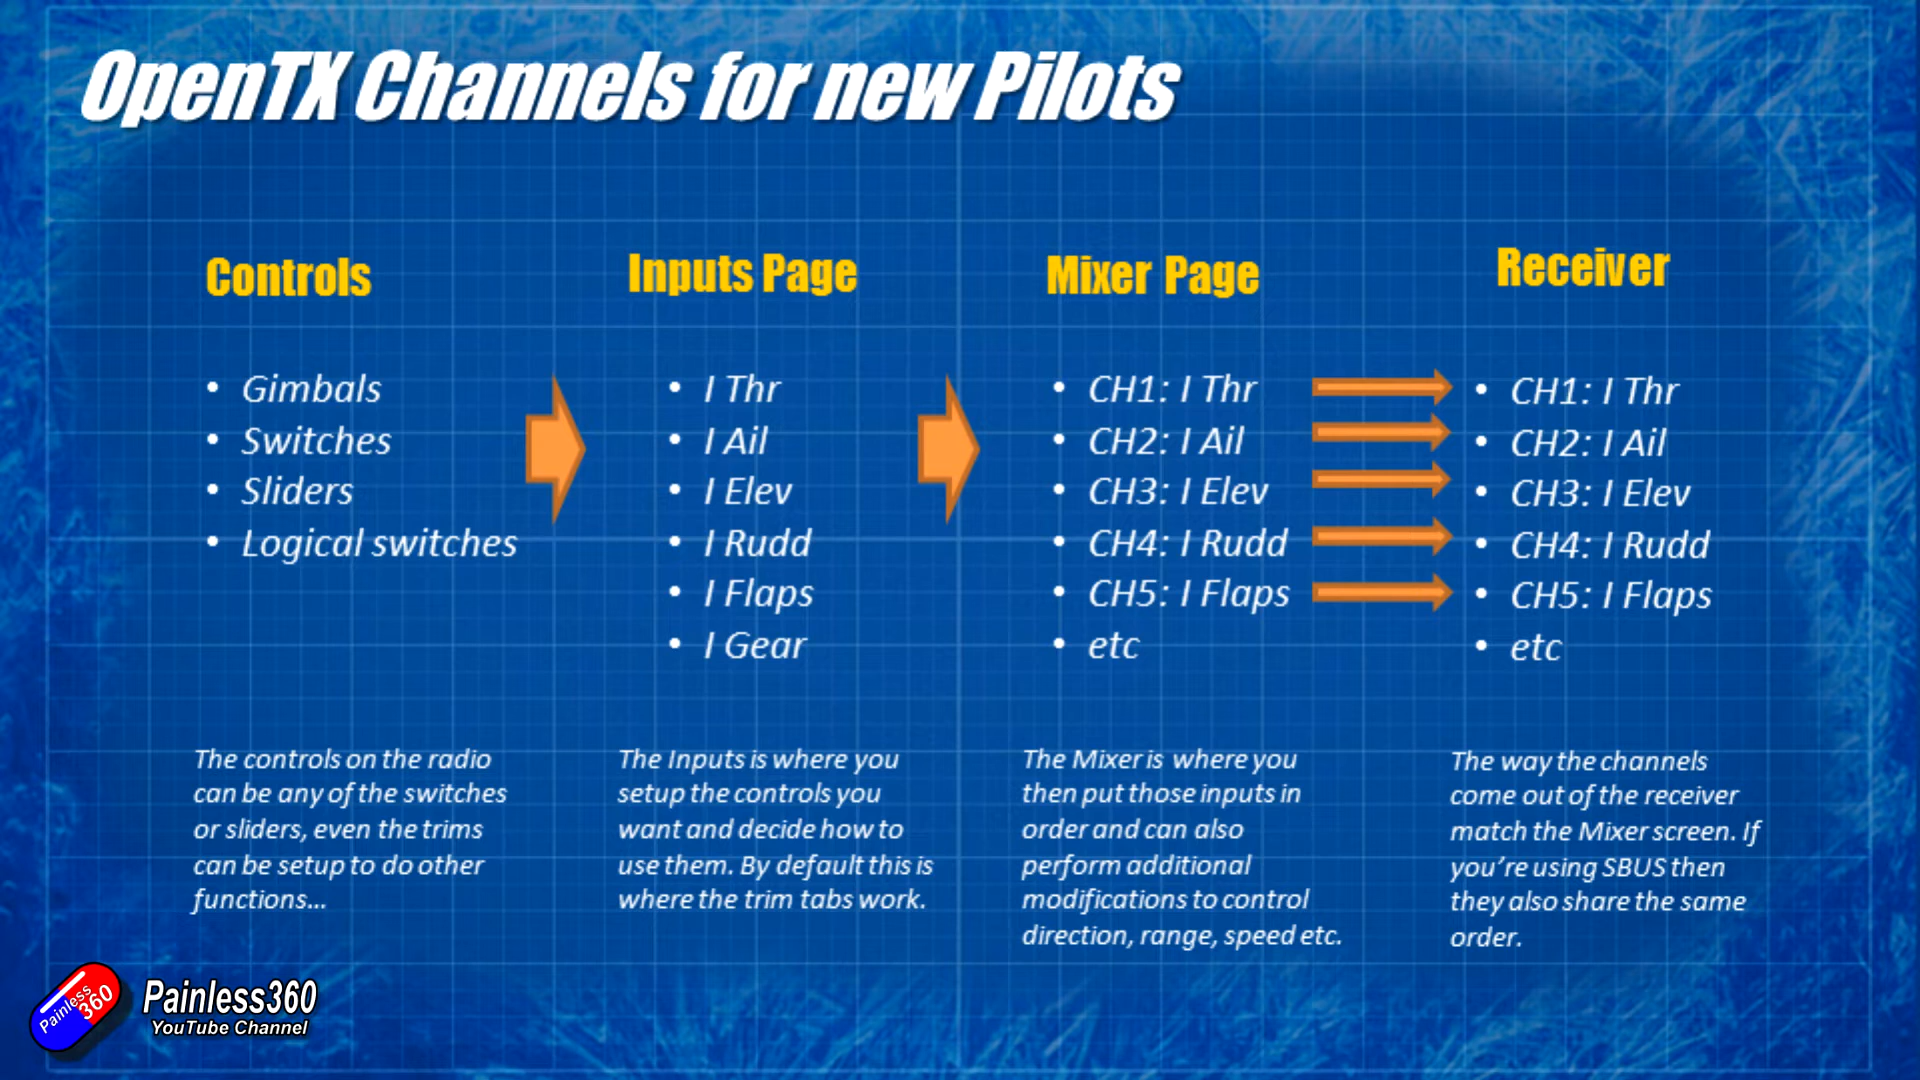 OpenTX Channels for new Pilots
Controls
• Gimbals
• Switches
• Sliders
• Logical switches
The controls on the radio
can be any of the switches
or sliders, even the trims
can be setup to do other
functions...
Inputs Page
• I Thr
• I Ail
• I Elev
• I Rudd
• I Flaps
• I Gear
The Inputs is where you
setup the controls you
want and decide how to
use them. By default this is
where the trim tabs work.
Mixer Page
• CH1: I Thr
• CH2: I Ail
• CH3: I Elev
• CH4: I Rudd
• CH5: I Flaps
• etc
The Mixer is where you
then put those inputs in
order and can also
perform additional
modifications to control
direction, range, speed etc.
Receiver
• CH1: I Thr
• CH2: I Ail
• CH3: I Elev
• CH4: I Rudd
• CH5: I Flaps
• etc
The way the channels
come out of the receiver
match the Mixer screen. If
you’re using SBUS then
they also share the same
order.
Painless
360
Painless360
YouTube Channel